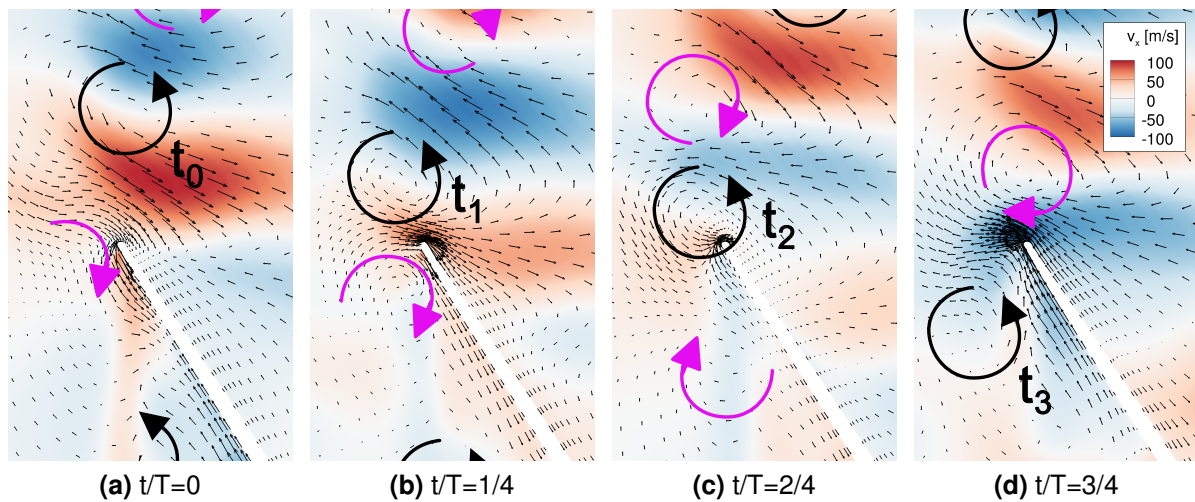 v_x [m/s]
100
50
0
-50
-100
t_0
t_1
t_2
t_3
(a) t/T=0
(b) t/T=1/4
(c) t/T=2/4
(d) t/T=3/4